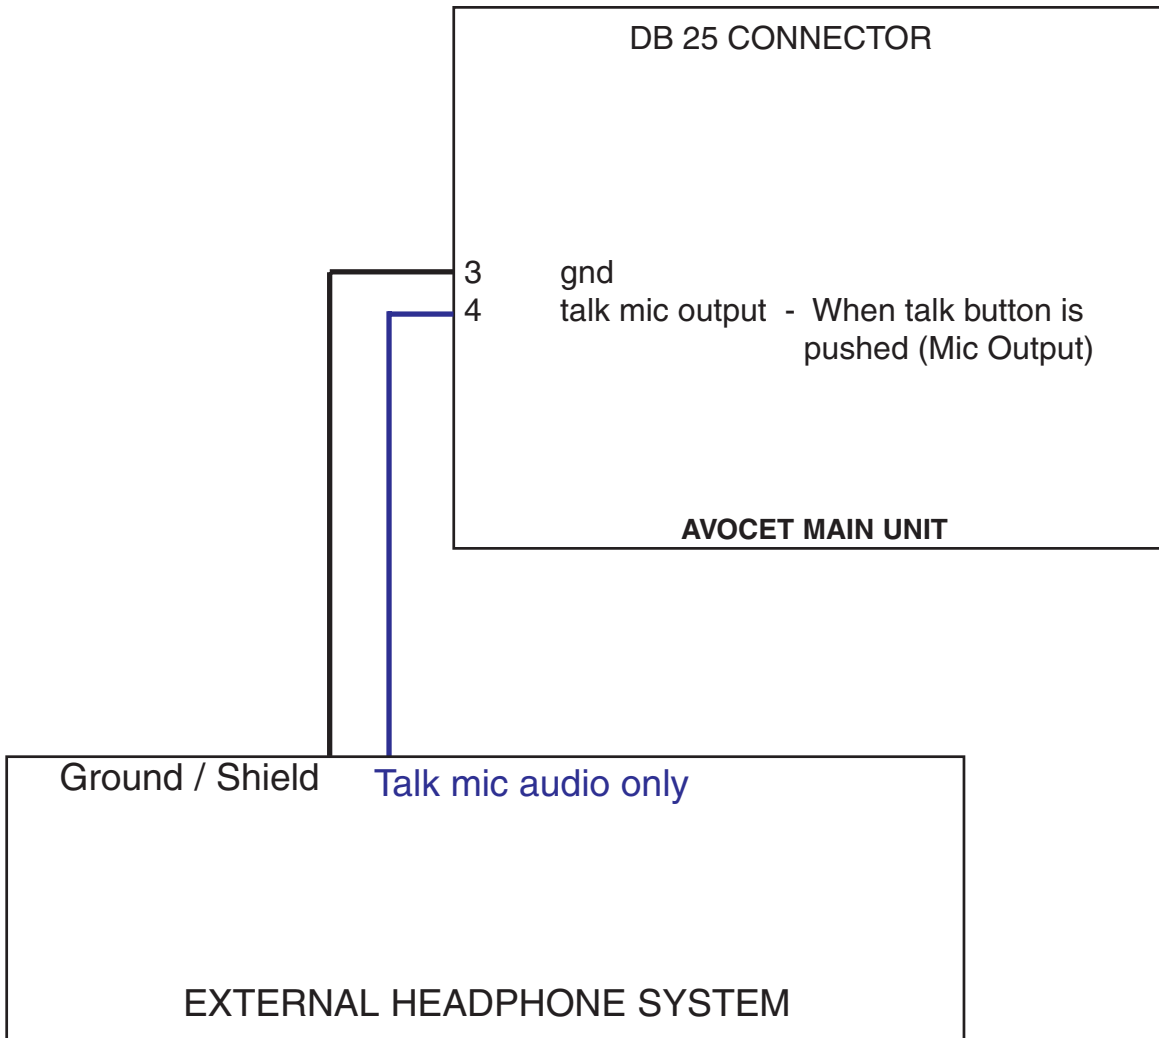 DB 25 CONNECTOR
3 gnd
4 talk mic output - When talk button is
pushed (Mic Output)
AVOCET MAIN UNIT
Ground / Shield Talk mic audio only
EXTERNAL HEADPHONE SYSTEM